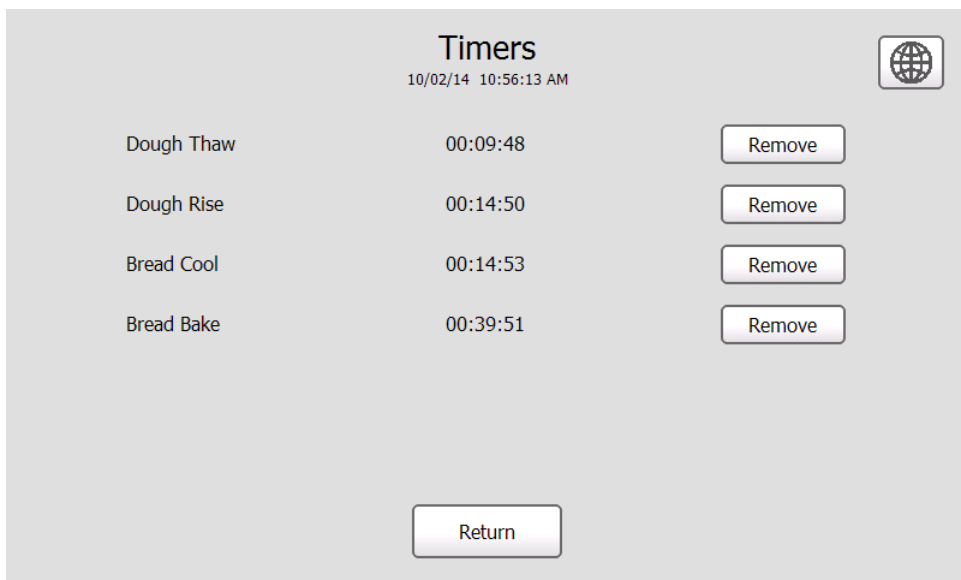 Timers
10/02/14 10:56:13 AM
Dough Thaw 00:09:48 Remove
Dough Rise 00:14:50 Remove
Bread Cool 00:14:53 Remove
Bread Bake 00:39:51 Remove
Return